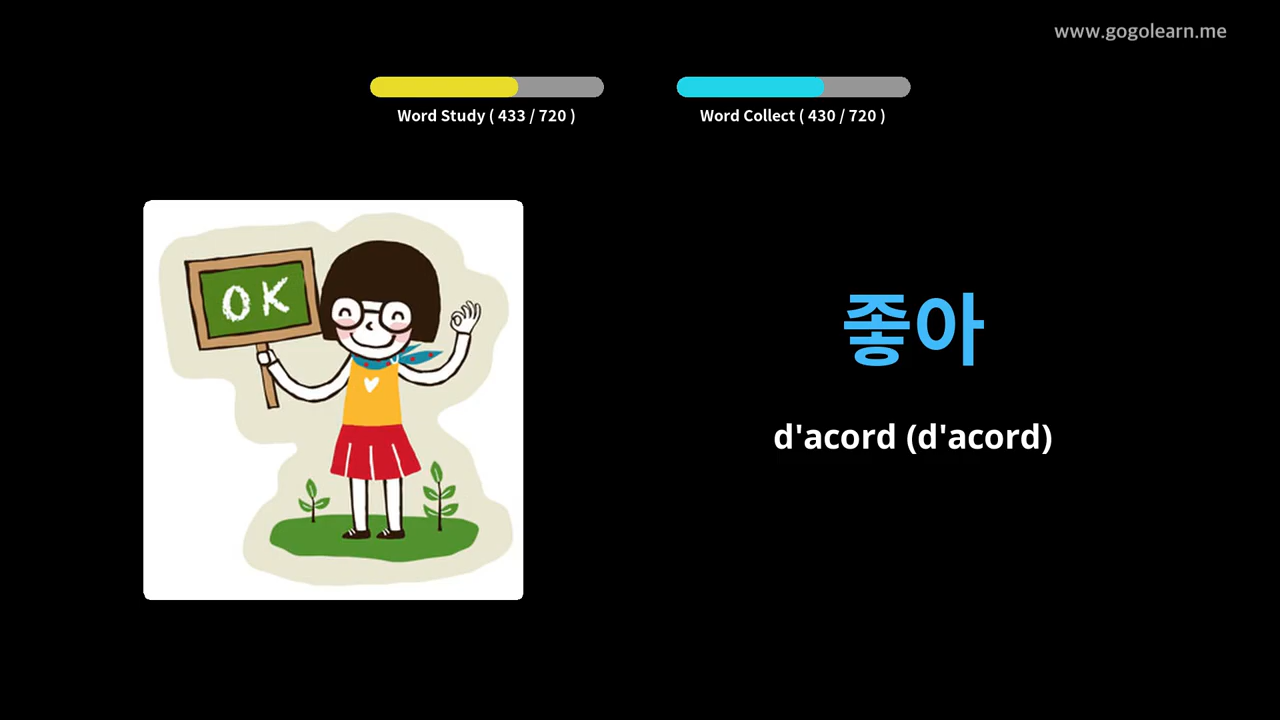 www.gogolearn.me
Word Study ( 433 / 720 )
Word Collect ( 430 / 720 )
OK
좋아
d'acord (d'acord)